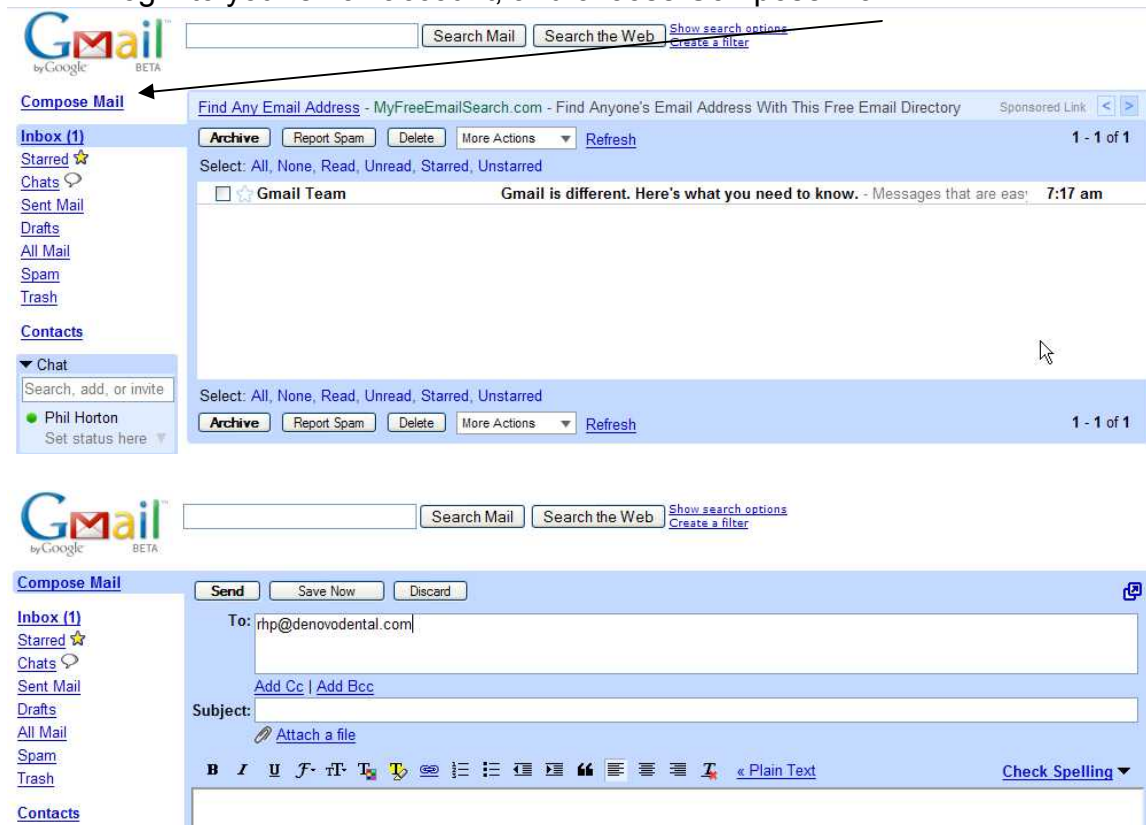 Gmail
by Google BETA
Search Mail Search the Web Show search options
Create a filter
Compose Mail
Find Any Email Address - MyFreeEmailSearch.com - Find Anyone's Email Address With This Free Email Directory Sponsored Link < >
Inbox (1)
Starred
Chats
Sent Mail
Drafts
All Mail
Spam
Trash
Contacts
Chat
Search, add, or invite
Phil Horton
Set status here
Archive Report Spam Delete More Actions Refresh 1 - 1 of 1
Select: All, None, Read, Unread, Starred, Unstarred
Gmail Team Gmail is different. Here's what you need to know. - Messages that are easy 7:17 am
Select: All, None, Read, Unread, Starred, Unstarred
Archive Report Spam Delete More Actions Refresh 1 - 1 of 1
Gmail
by Google BETA
Search Mail Search the Web Show search options
Create a filter
Compose Mail
Inbox (1)
Starred
Chats
Sent Mail
Drafts
All Mail
Spam
Trash
Contacts
Send Save Now Discard
To: rhp@denovodental.com
Add Cc | Add Bcc
Subject:
Attach a file
B I U F TT T T « Plain Text Check Spelling